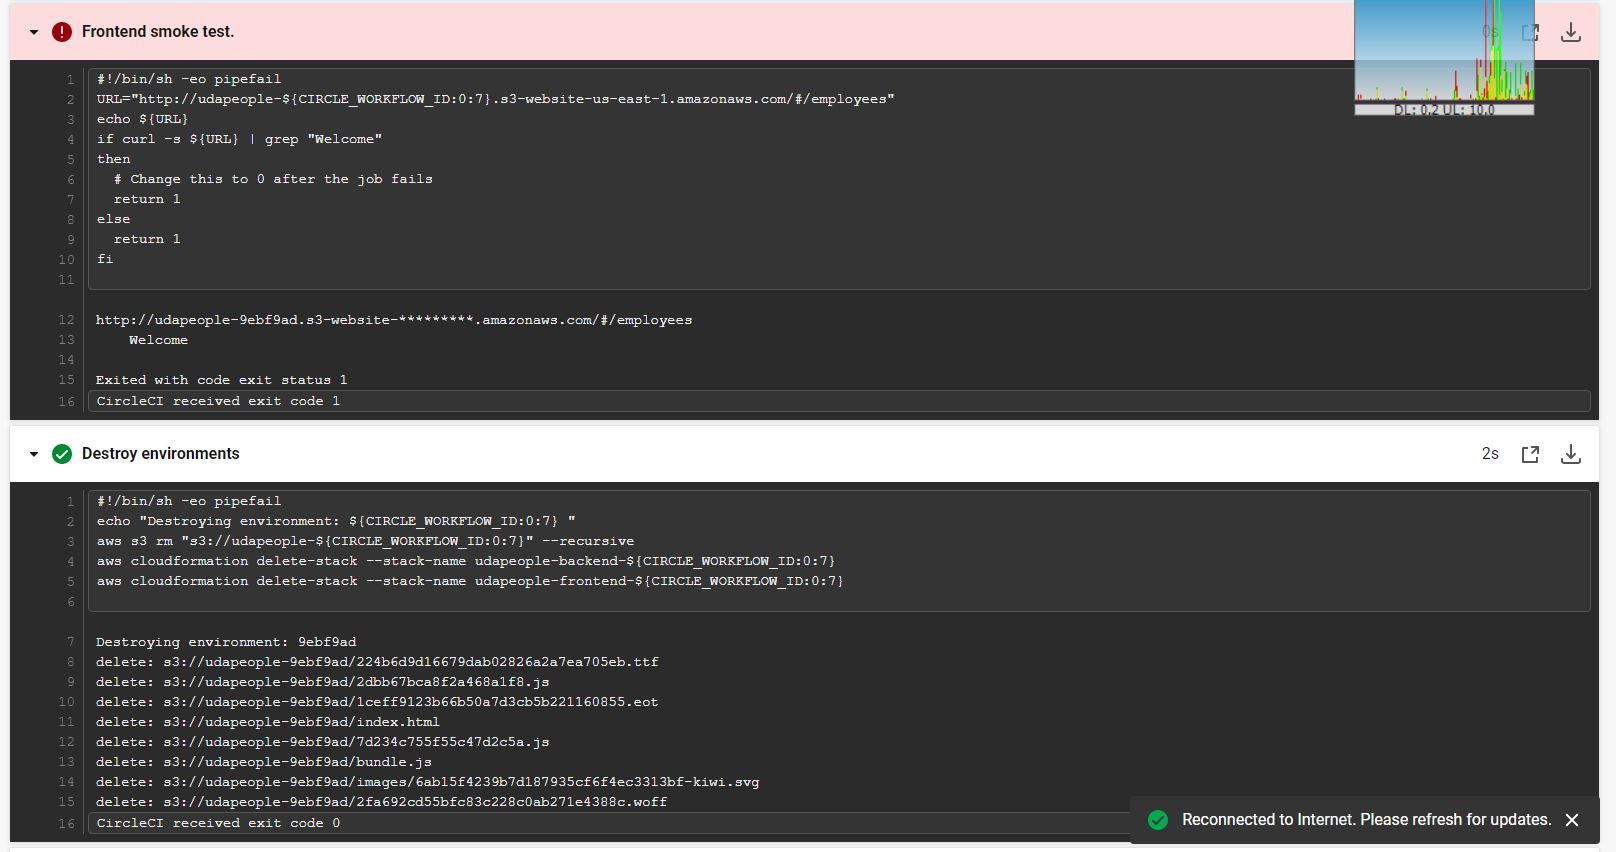 Frontend smoke test.
0s
DL: 0.2 UL: 10.0
1 #!/bin/sh -eo pipefail
2 URL="http://udapeople-${CIRCLE_WORKFLOW_ID:0:7}.s3-website-us-east-1.amazonaws.com/#/employees"
3 echo ${URL}
4 if curl -s ${URL} | grep "Welcome"
5 then
6 # Change this to 0 after the job fails
7 return 1
8 else
9 return 1
10 fi
11
12 http://udapeople-9ebf9ad.s3-website-*********.amazonaws.com/#/employees
13 Welcome
14
15 Exited with code exit status 1
16 CircleCI received exit code 1
Destroy environments
2s
1 #!/bin/sh -eo pipefail
2 echo "Destroying environment: ${CIRCLE_WORKFLOW_ID:0:7} "
3 aws s3 rm "s3://udapeople-${CIRCLE_WORKFLOW_ID:0:7}" --recursive
4 aws cloudformation delete-stack --stack-name udapeople-backend-${CIRCLE_WORKFLOW_ID:0:7}
5 aws cloudformation delete-stack --stack-name udapeople-frontend-${CIRCLE_WORKFLOW_ID:0:7}
6
7 Destroying environment: 9ebf9ad
8 delete: s3://udapeople-9ebf9ad/224b6d9d16679dab02826a2a7ea705eb.ttf
9 delete: s3://udapeople-9ebf9ad/2dbb67bca8f2a468a1f8.js
10 delete: s3://udapeople-9ebf9ad/1ceff9123b66b50a7d3cb5b221160855.eot
11 delete: s3://udapeople-9ebf9ad/index.html
12 delete: s3://udapeople-9ebf9ad/7d234c755f55c47d2c5a.js
13 delete: s3://udapeople-9ebf9ad/bundle.js
14 delete: s3://udapeople-9ebf9ad/images/6ab15f4239b7d187935cf6f4ec3313bf-kiwi.svg
15 delete: s3://udapeople-9ebf9ad/2fa692cd55bfc83c228c0ab271e4388c.woff
16 CircleCI received exit code 0
Reconnected to Internet. Please refresh for updates.